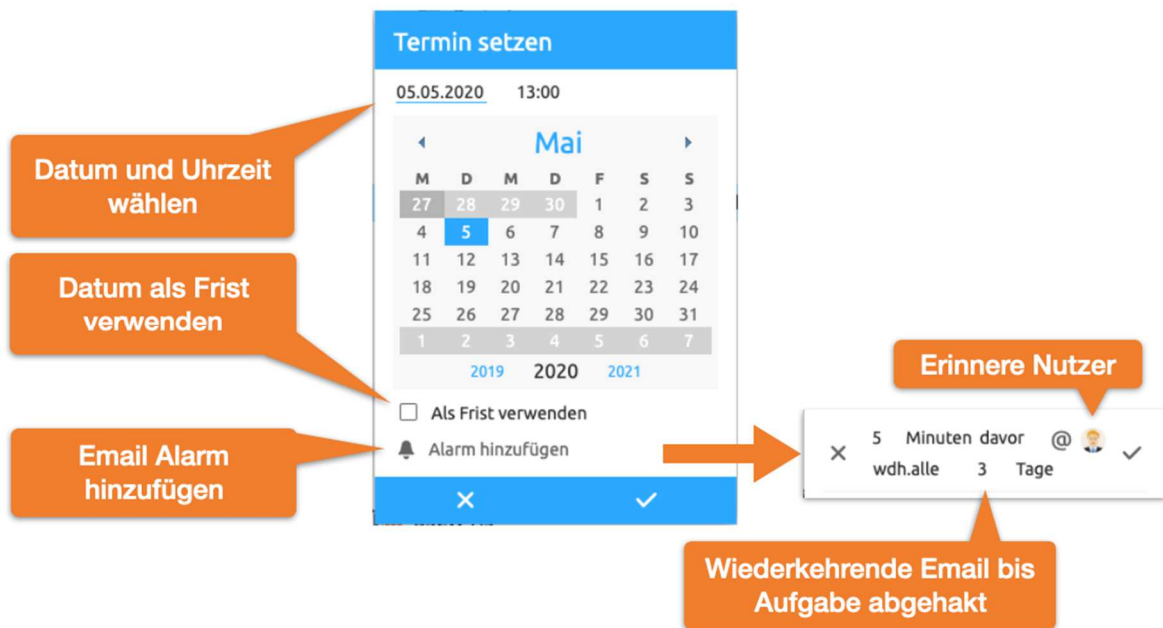 Termin setzen
05.05.2020 13:00
Mai
M D M D F S S
27 28 29 30 1 2 3
4 5 6 7 8 9 10
11 12 13 14 15 16 17
18 19 20 21 22 23 24
25 26 27 28 29 30 31
1 2 3 4 5 6 7
2019 2020 2021
Als Frist verwenden
Alarm hinzufügen
Datum und Uhrzeit
wählen
Datum als Frist
verwenden
Email Alarm
hinzufügen
Erinnere Nutzer
5 Minuten davor @
wdh.alle 3 Tage
Wiederkehrende Email bis
Aufgabe abgehakt